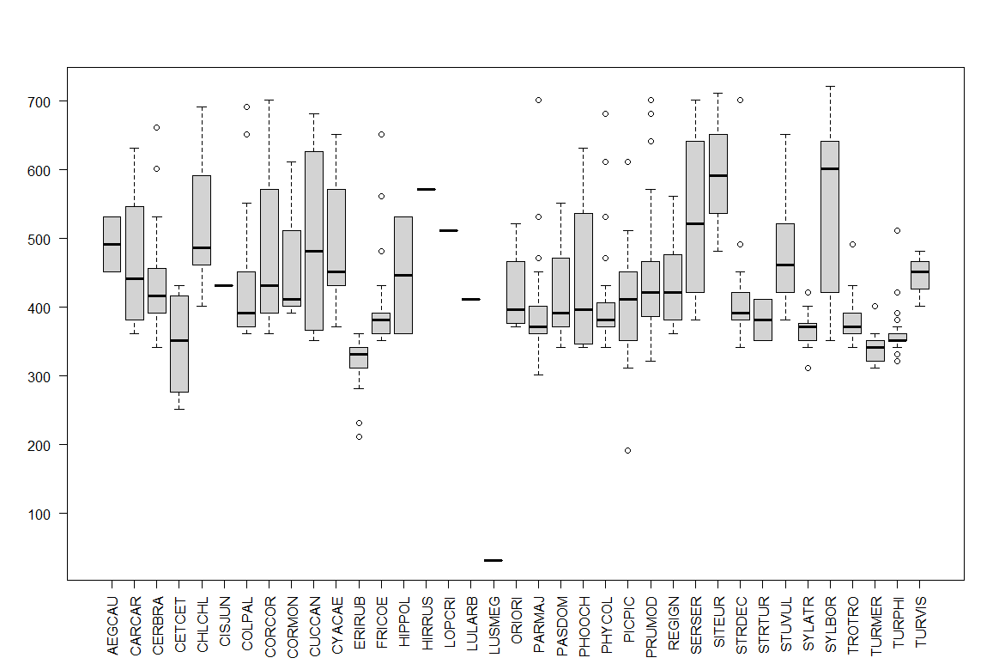 700
600
500
400
300
200
100
AEGCAU
CARCAR
CERBRA
CETCET
CHLCHL
CISJUN
COLPAL
CORCOR
CORMON
CUCCAN
CYACAE
ERIRUB
FRICOE
HIPPOL
HIRRUS
LOPCRI
LULARB
LUSMEG
ORIORI
PARMAJ
PASDOM
PHOOCH
PHYCOL
PICPIC
PRUMOD
REGIGN
SERSER
SITEUR
STRDEC
STRTUR
STUVUL
SYLATR
SYLBOR
TROTRO
TURMER
TURPHI
TURVIS